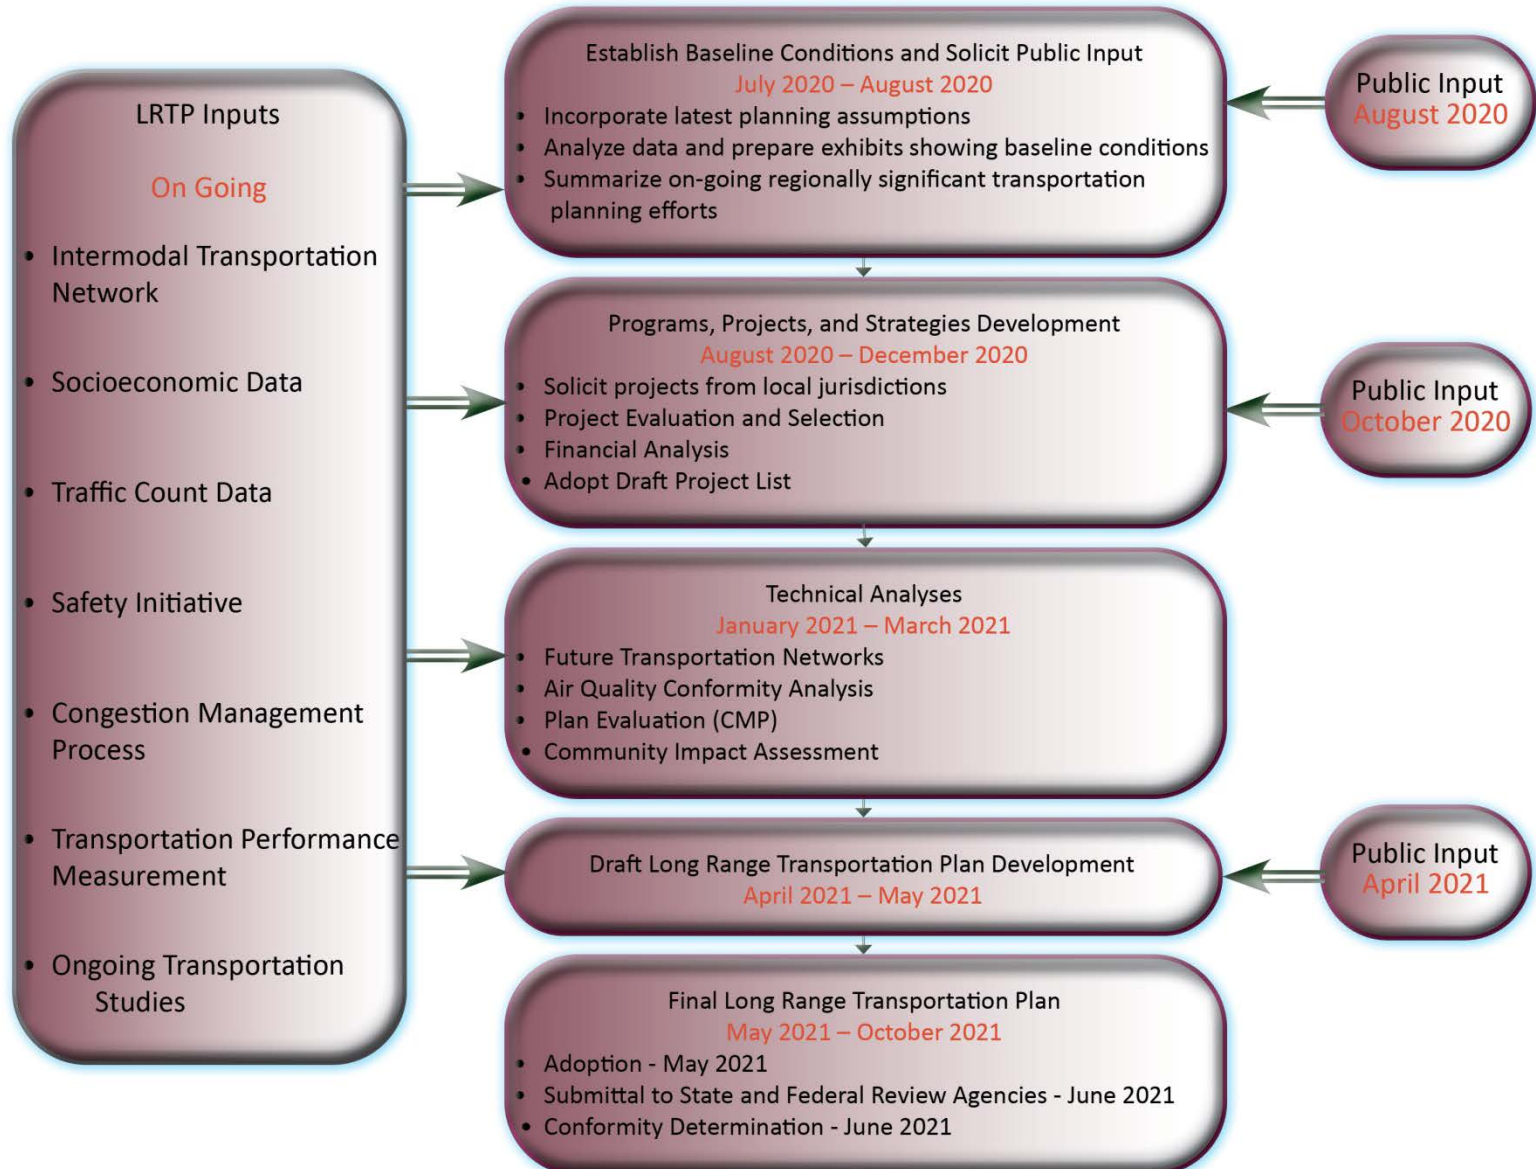 LRTP Inputs
On Going
• Intermodal Transportation
Network
• Socioeconomic Data
• Traffic Count Data
• Safety Initiative
• Congestion Management
Process
• Transportation Performance
Measurement
• Ongoing Transportation
Studies
Establish Baseline Conditions and Solicit Public Input
July 2020 – August 2020
• Incorporate latest planning assumptions
• Analyze data and prepare exhibits showing baseline conditions
• Summarize on-going regionally significant transportation
planning efforts
Public Input
August 2020
Programs, Projects, and Strategies Development
August 2020 – December 2020
• Solicit projects from local jurisdictions
• Project Evaluation and Selection
• Financial Analysis
• Adopt Draft Project List
Public Input
October 2020
Technical Analyses
January 2021 – March 2021
• Future Transportation Networks
• Air Quality Conformity Analysis
• Plan Evaluation (CMP)
• Community Impact Assessment
Draft Long Range Transportation Plan Development
April 2021 – May 2021
Public Input
April 2021
Final Long Range Transportation Plan
May 2021 – October 2021
• Adoption - May 2021
• Submittal to State and Federal Review Agencies - June 2021
• Conformity Determination - June 2021